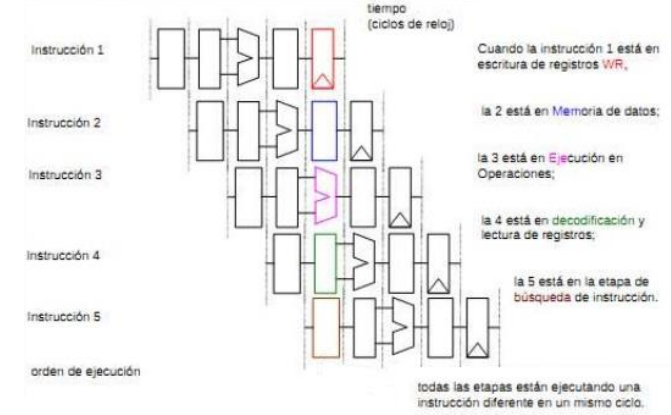 tiempo
(ciclos de reloj)
Instrucción 1
Cuando la instrucción 1 está en
escritura de registros WR,
Instrucción 2
la 2 está en Memoria de datos;
Instrucción 3
la 3 está en Ejecución en
Operaciones;
Instrucción 4
la 4 está en decodificación y
lectura de registros;
Instrucción 5
la 5 está en la etapa de
búsqueda de instrucción.
orden de ejecución
todas las etapas están ejecutando una
instrucción diferente en un mismo ciclo.